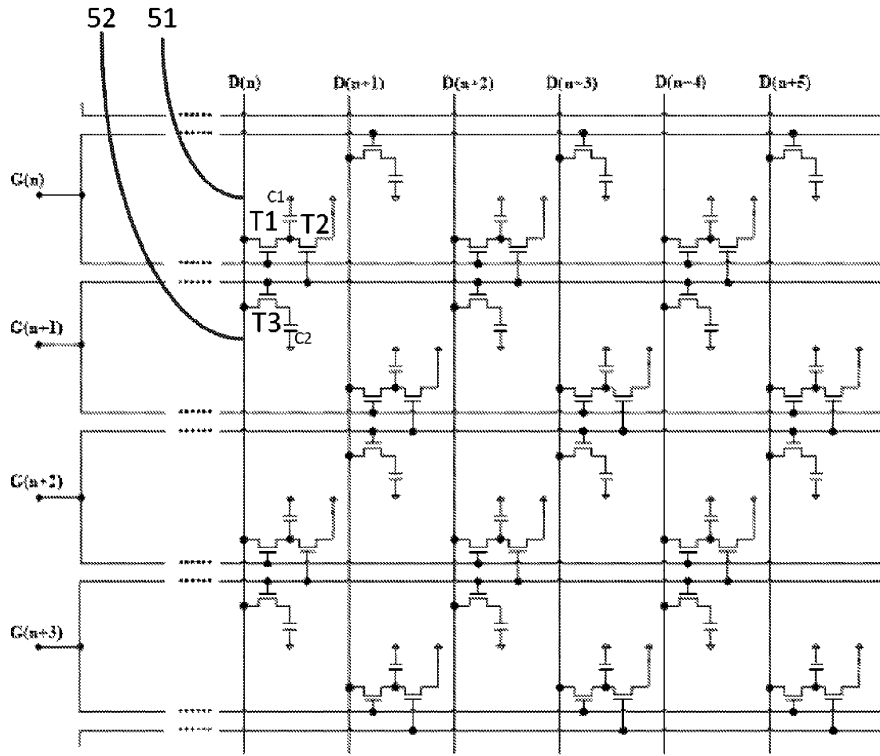 52 51
D(n) D(n+1) D(n+2) D(n~3) D(n~4) D(n+5)
G(n)
C1
T1 T2
T3
G(n+1)
C2
G(n+2)
G(n+3)